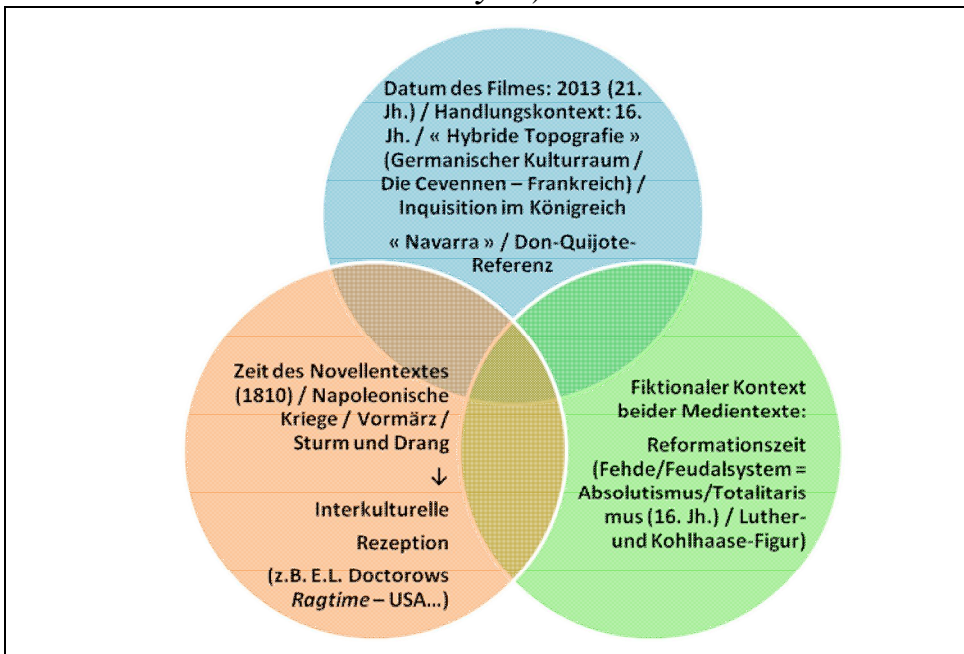 Datum des Filmes: 2013 (21.
Jh.) / Handlungskontext: 16.
Jh. / « Hybride Topografie »
(Germanischer Kulturraum /
Die Cevennen – Frankreich) /
Inquisition im Königreich
« Navarra » / Don-Quijote-
Referenz
Zeit des Novellentextes
(1810) / Napoleonische
Kriege / Vormärz /
Sturm und Drang
↓
Interkulturelle
Rezeption
(z.B. E.L. Doctorows
Ragtime – USA...)
Fiktionaler Kontext
beider Medientexte:
Reformationszeit
(Fehde/Feudalsystem =
Absolutismus/Totalitaris
mus (16. Jh.) / Luther-
und Kohlhaase-Figur)